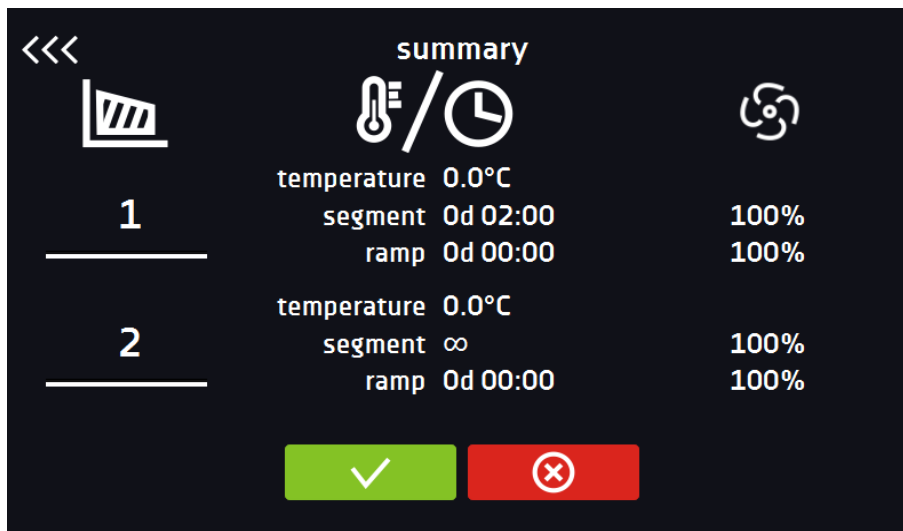 <<<
summary
temperature 0.0°C
1 segment 0d 02:00 100%
ramp 0d 00:00 100%
temperature 0.0°C
2 segment ∞ 100%
ramp 0d 00:00 100%